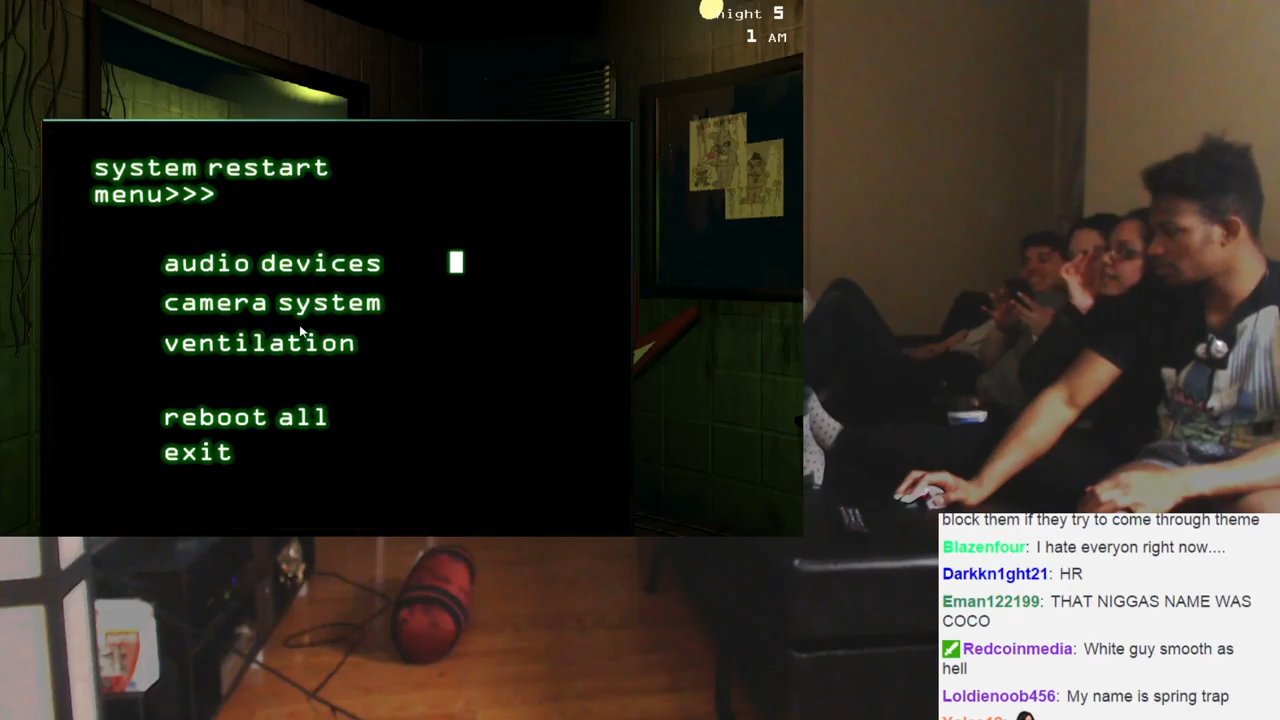 night 5
1 AM
system restart
menu>>>
audio devices
camera system
ventilation
reboot all
exit
block them if they try to come through theme
Blazenfour: I hate everyon right now....
Darkkn1ght21: HR
Eman122199: THAT NIGGAS NAME WAS
COCO
Redcoinmedia: White guy smooth as
hell
Loldienoob456: My name is spring trap